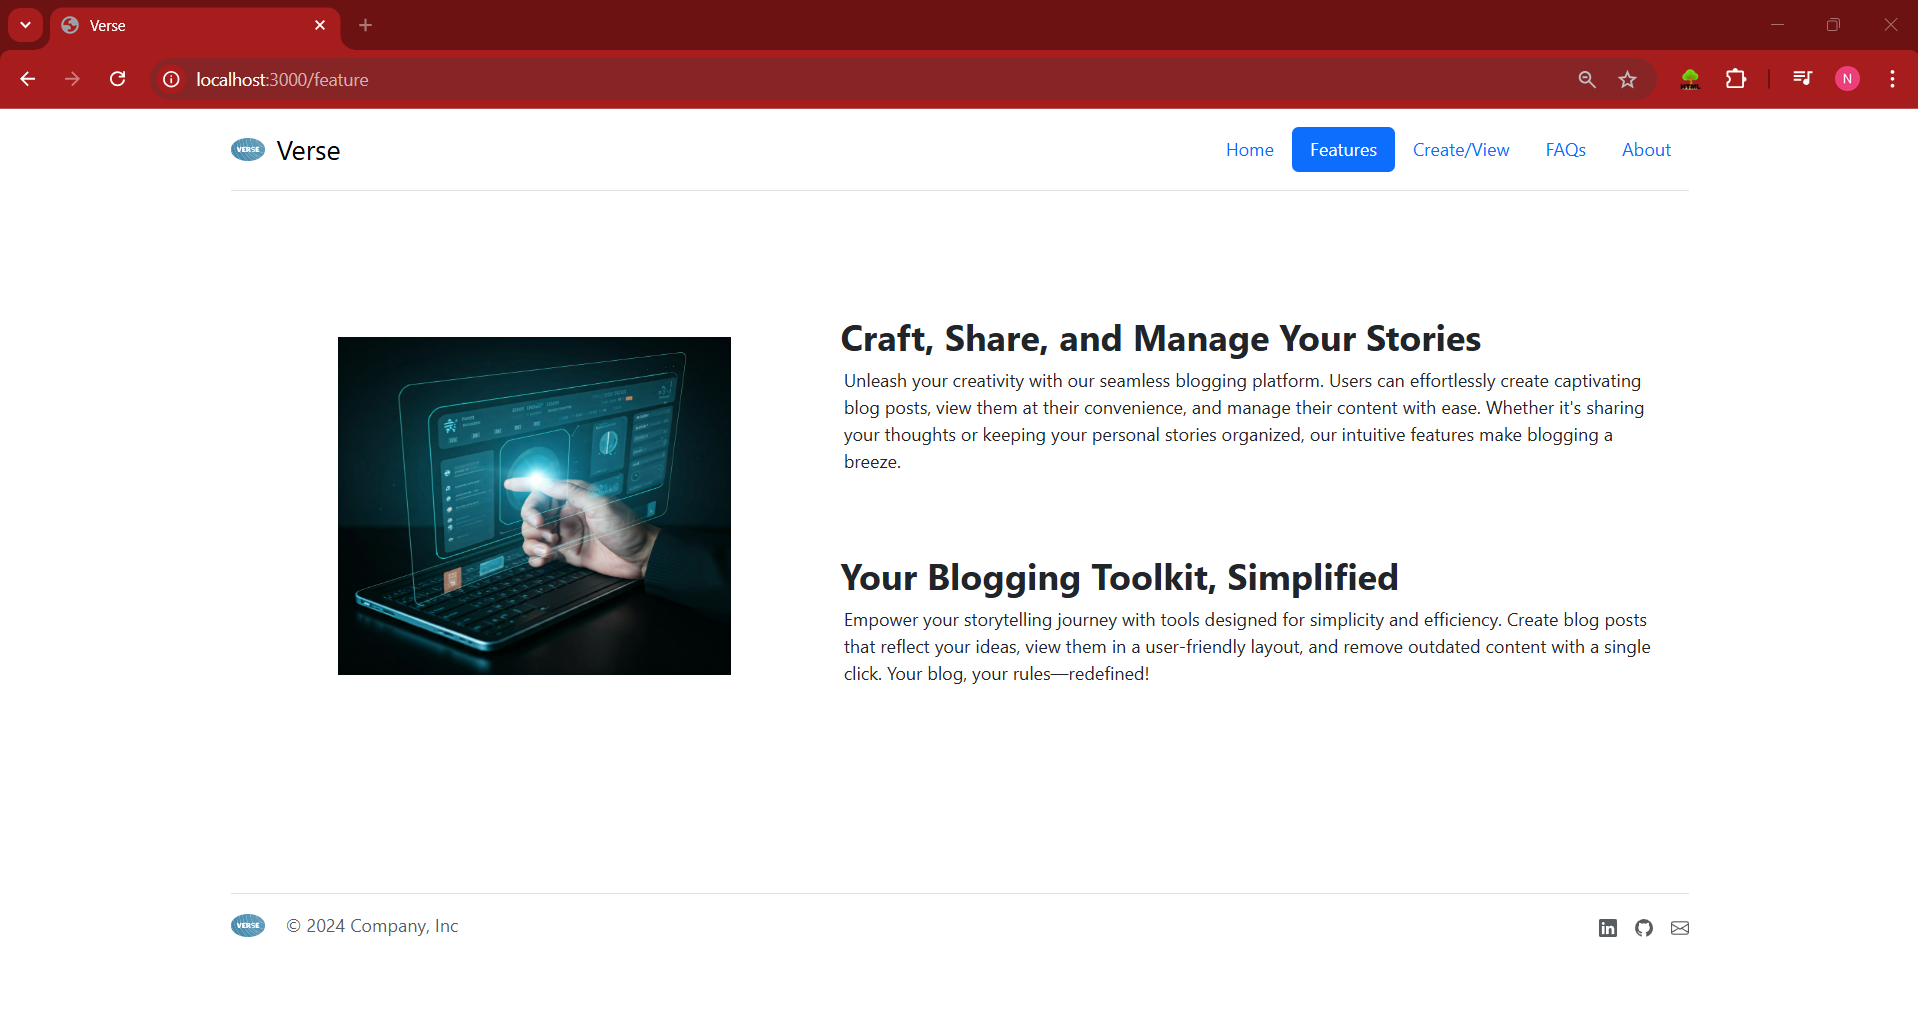 Verse
localhost:3000/feature
N
VERSE Verse
Home Features Create/View FAQs About
Craft, Share, and Manage Your Stories
Unleash your creativity with our seamless blogging platform. Users can effortlessly create captivating
blog posts, view them at their convenience, and manage their content with ease. Whether it's sharing
your thoughts or keeping your personal stories organized, our intuitive features make blogging a
breeze.
Your Blogging Toolkit, Simplified
Empower your storytelling journey with tools designed for simplicity and efficiency. Create blog posts
that reflect your ideas, view them in a user-friendly layout, and remove outdated content with a single
click. Your blog, your rules—redefined!
VERSE © 2024 Company, Inc